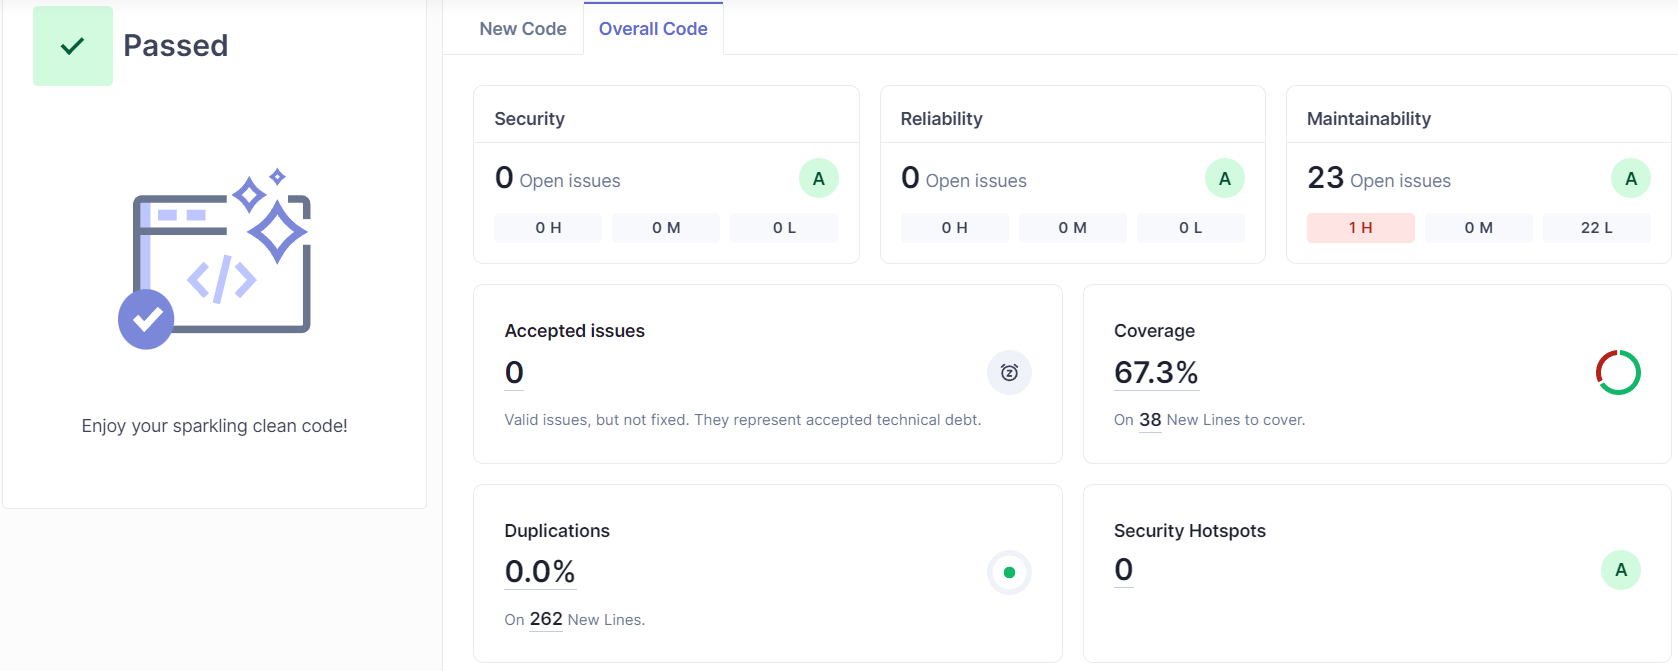 Passed
Enjoy your sparkling clean code!
New Code
Overall Code
Security
0 Open issues
A
0 H
0 M
0 L
Reliability
0 Open issues
A
0 H
0 M
0 L
Maintainability
23 Open issues
A
1 H
0 M
22 L
Accepted issues
0
Valid issues, but not fixed. They represent accepted technical debt.
Coverage
67.3%
On 38 New Lines to cover.
Duplications
0.0%
On 262 New Lines.
Security Hotspots
0
A